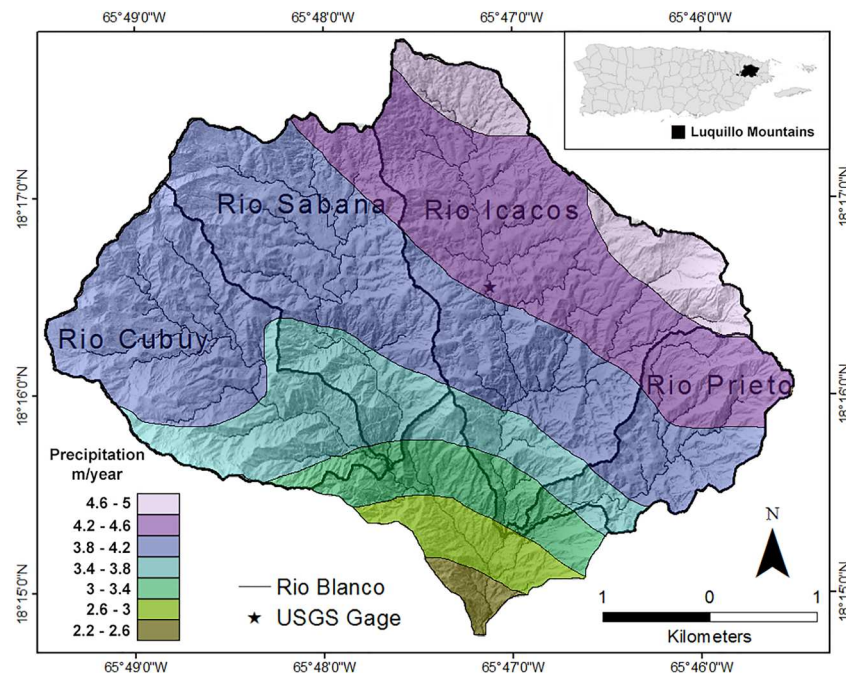 65°49'0"W 65°48'0"W 65°47'0"W 65°46'0"W
Luquillo Mountains
18°17'0"N
18°17'0"N
Rio Sabana
Rio Icacos
Rio Cubuy
Rio Prieto
18°16'0"N
18°16'0"N
Precipitation
m/year
4.6 - 5
4.2 - 4.6
3.8 - 4.2
3.4 - 3.8
3 - 3.4
2.6 - 3
2.2 - 2.6
Rio Blanco
USGS Gage
N
1 0 1
Kilometers
18°15'0"N
18°15'0"N
65°49'0"W 65°48'0"W 65°47'0"W 65°46'0"W